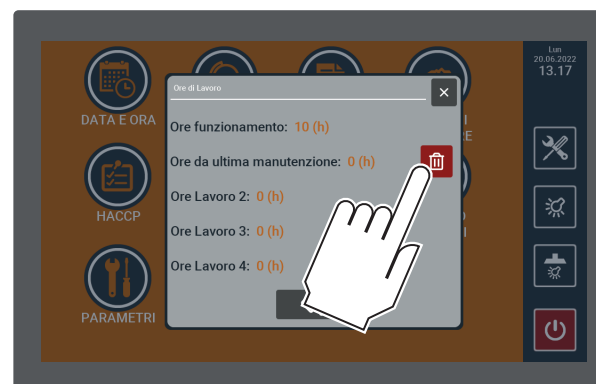 Lun
20.06.2022
13.17
DATA E ORA
I
E
HACCP
O
I
PARAMETRI
Ore di Lavoro
Ore funzionamento: 10 (h)
Ore da ultima manutenzione: 0 (h)
Ore Lavoro 2: 0 (h)
Ore Lavoro 3: 0 (h)
Ore Lavoro 4: 0 (h)